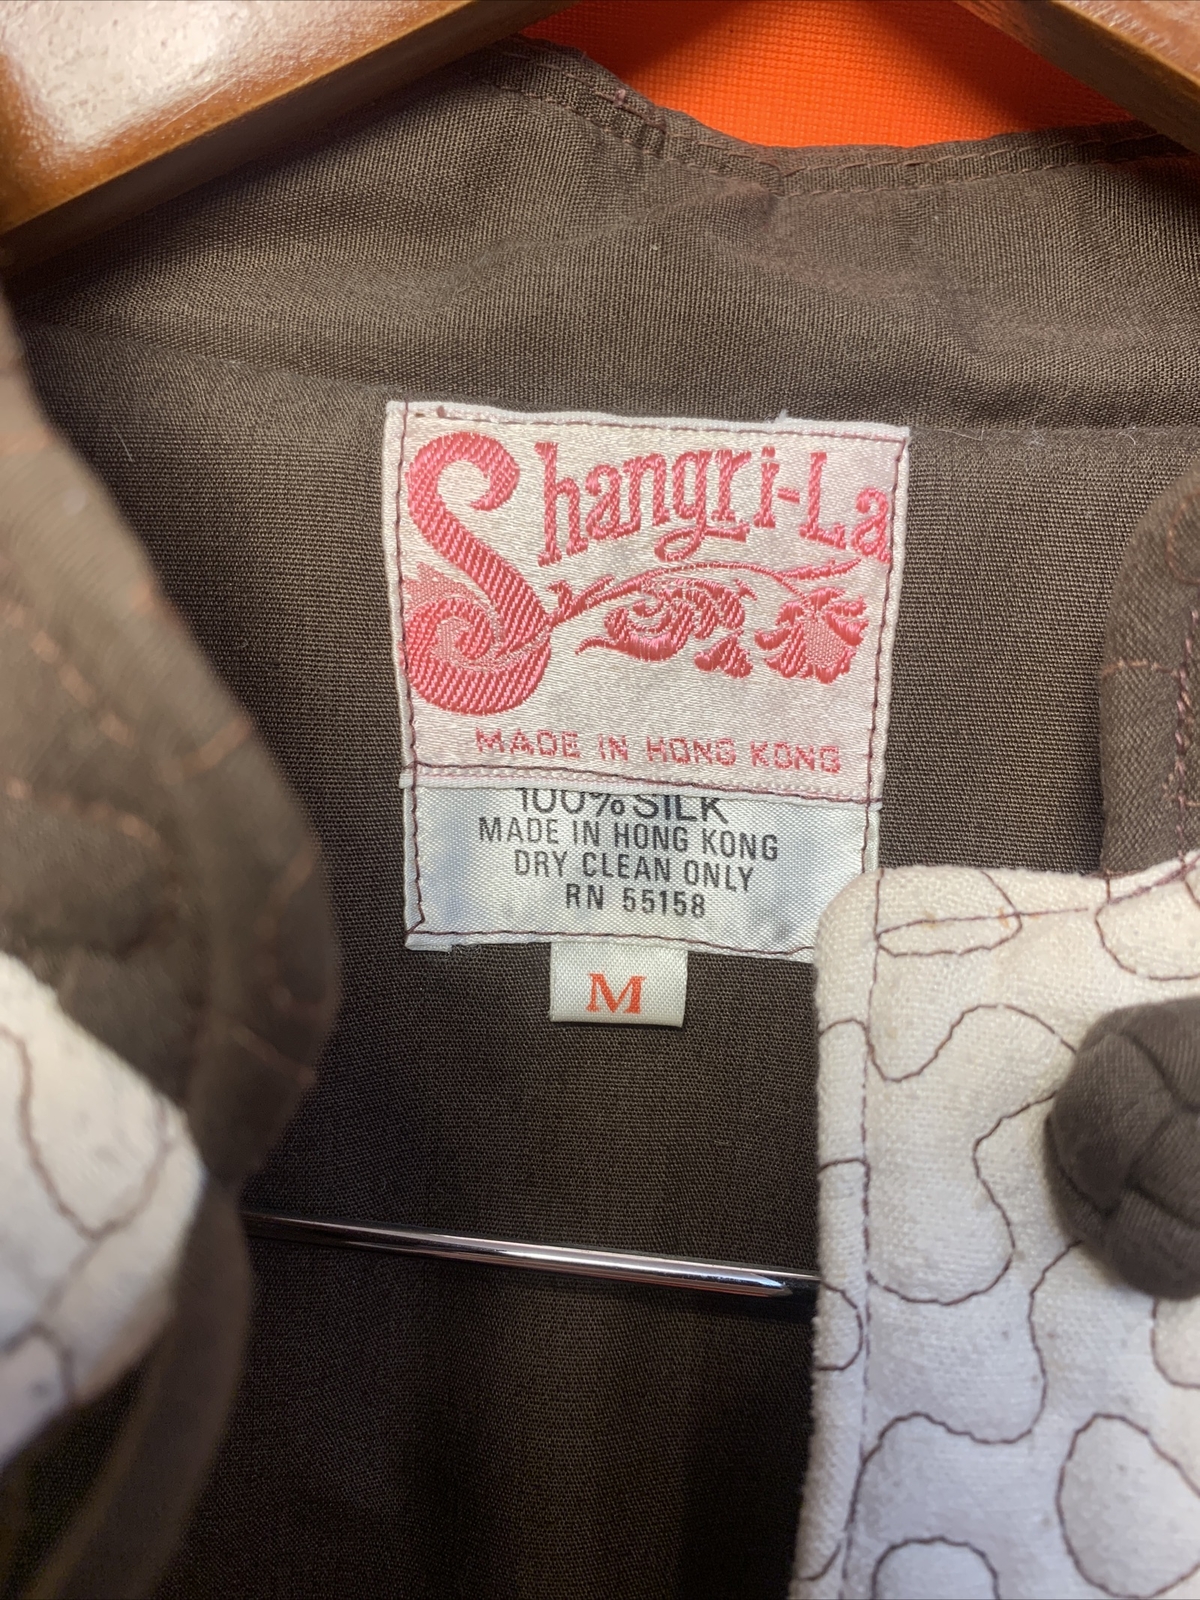 Shangri-La
MADE IN HONG KONG
100% SILK
MADE IN HONG KONG
DRY CLEAN ONLY
RN 55158
M